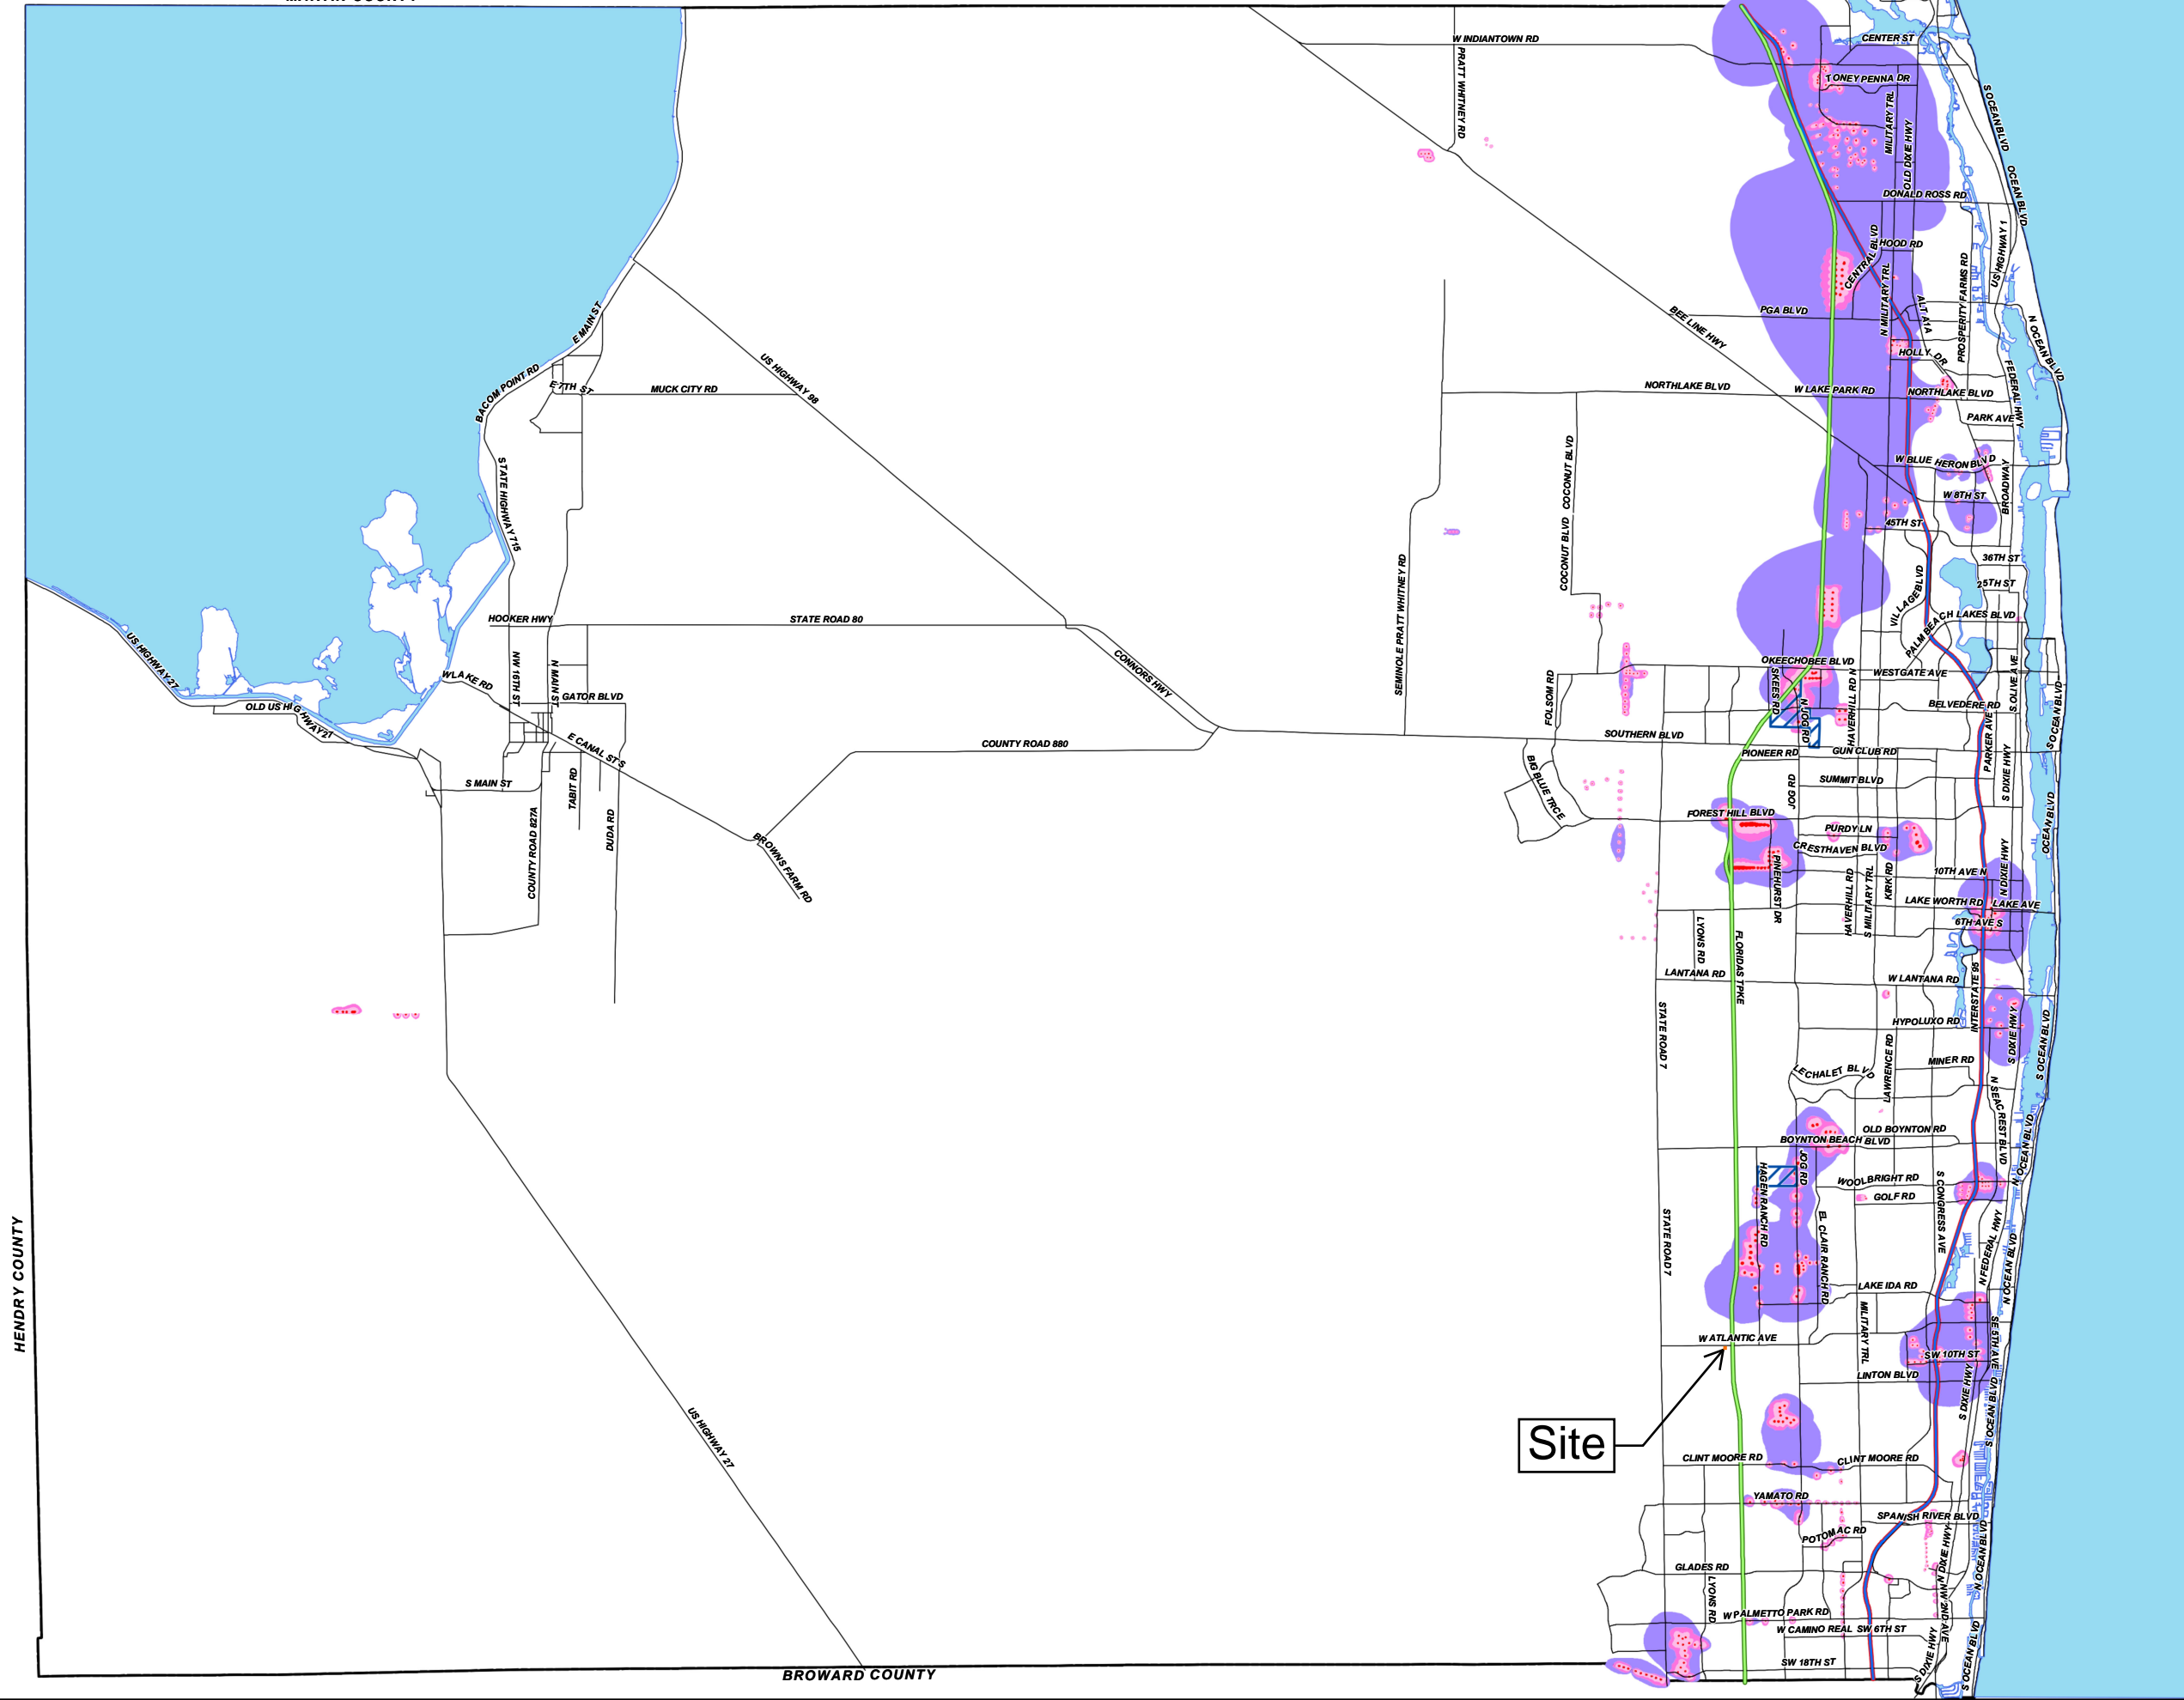 W INDIANTOWN RD
CENTER ST
PRATT WHITNEY RD
TONEY PENNA DR
MILITARY TRL
OLD DIXIE HWY
S OCEAN BLVD
OCEAN BLVD
DONALD ROSS RD
HOOD RD
CENTRAL BLVD
N MILITARY TRL
PROSPERITY FARMS RD
US HIGHWAY 1
ALT A1A
PGA BLVD
BEE LINE HWY
N OCEAN BLVD
HOLLY DR
FEDERAL HWY
E MAIN ST
BACOM POINT RD
E 7TH ST
MUCK CITY RD
US HIGHWAY 98
NORTHLAKE BLVD
W LAKE PARK RD
NORTHLAKE BLVD
PARK AVE
COCONUT BLVD
COCONUT BLVD
STATE HIGHWAY 715
W BLUE HERON BLVD
W 8TH ST
BROADWAY
45TH ST
36TH ST
25TH ST
VILLAGE BLVD
PALM BEACH LAKES BLVD
SEMINOLE PRATT WHITNEY RD
HOOKER HWY
STATE ROAD 80
US HIGHWAY 27
W LAKE RD
NW 16TH ST
N MAIN ST
GATOR BLVD
OLD US HIGHWAY 27
CONNORS HWY
FOLSOM RD
OKEECHOBEE BLVD
WESTGATE AVE
SKEES RD
N JOG RD
HAVERHILL RD N
BELVEDERE RD
S OLIVE AVE
S OCEAN BLVD
PARKER AVE
E CANAL ST S
COUNTY ROAD 880
SOUTHERN BLVD
PIONEER RD
GUN CLUB RD
S MAIN ST
TABIT RD
DUDA RD
COUNTY ROAD 827A
BROWNS FARM RD
BIG BLUE TRCE
JOG RD
SUMMIT BLVD
S DIXIE HWY
OCEAN BLVD
FOREST HILL BLVD
PURDY LN
CRESTHAVEN BLVD
PINEHURST DR
10TH AVE N
N DIXIE HWY
HAVERHILL RD
S MILITARY TRL
KIRK RD
LAKE WORTH RD
LAKE AVE
6TH AVE S
LYONS RD
FLORIDAS TPKE
LANTANA RD
W LANTANA RD
INTERSTATE 95
STATE ROAD 7
HYPOLUXO RD
S DIXIE HWY
S OCEAN BLVD
MINER RD
LECHALET BLVD
LAWRENCE RD
N SEACREST BLVD
OLD BOYNTON RD
BOYNTON BEACH BLVD
N OCEAN BLVD
HAGEN RANCH RD
JOG RD
WOOLBRIGHT RD
GOLF RD
S CONGRESS AVE
N OCEAN BLVD
HENDRY COUNTY
STATE ROAD 7
EL CLAIR RANCH RD
N FEDERAL HWY
LAKE IDA RD
W ATLANTIC AVE
MILITARY TRL
SE 5TH AVE
SW 10TH ST
LINTON BLVD
S DIXIE HWY
S OCEAN BLVD
Site
US HIGHWAY 27
CLINT MOORE RD
CLINT MOORE RD
YAMATO RD
SPANISH RIVER BLVD
POTOMAC RD
N DIXIE HWY
N OCEAN BLVD
GLADES RD
LYONS RD
NW 2ND AVE
W PALMETTO PARK RD
W CAMINO REAL
SW 6TH ST
SW 18TH ST
S DIXIE HWY
S OCEAN BLVD
BROWARD COUNTY